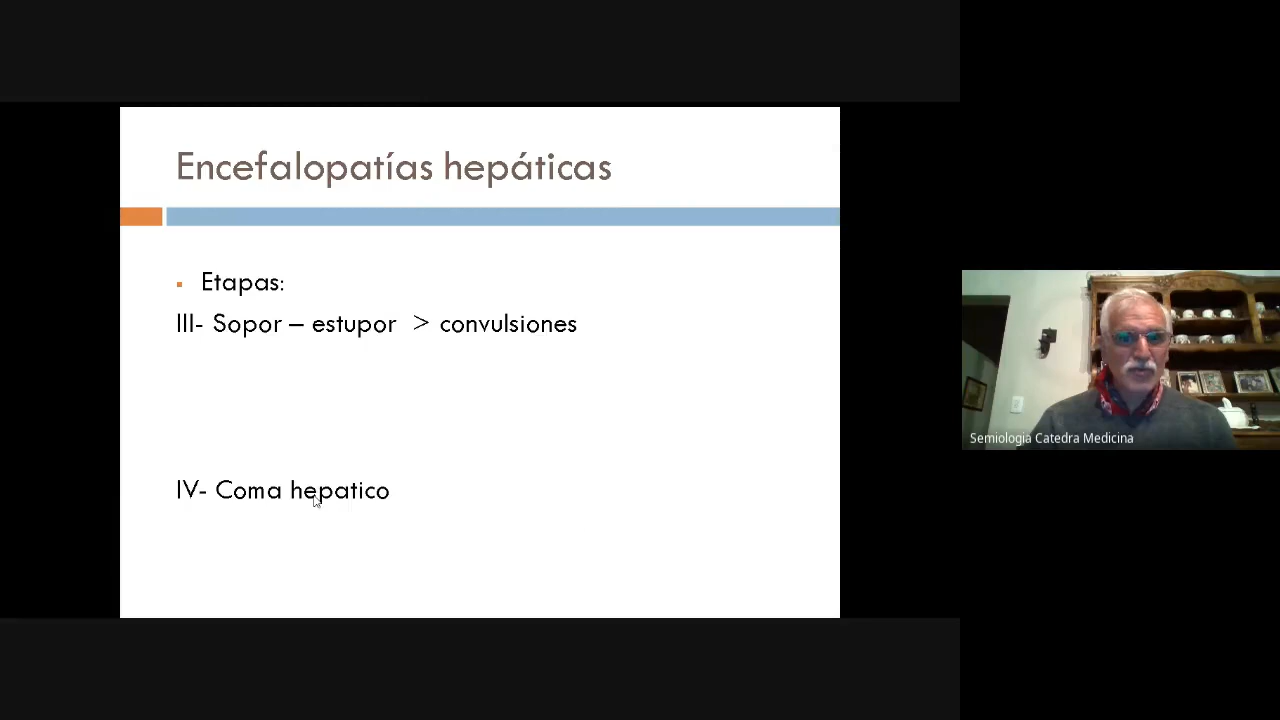 Encefalopatías hepáticas
Etapas:
III- Sopor – estupor > convulsiones
IV- Coma hepatico
Semiologia Catedra Medicina